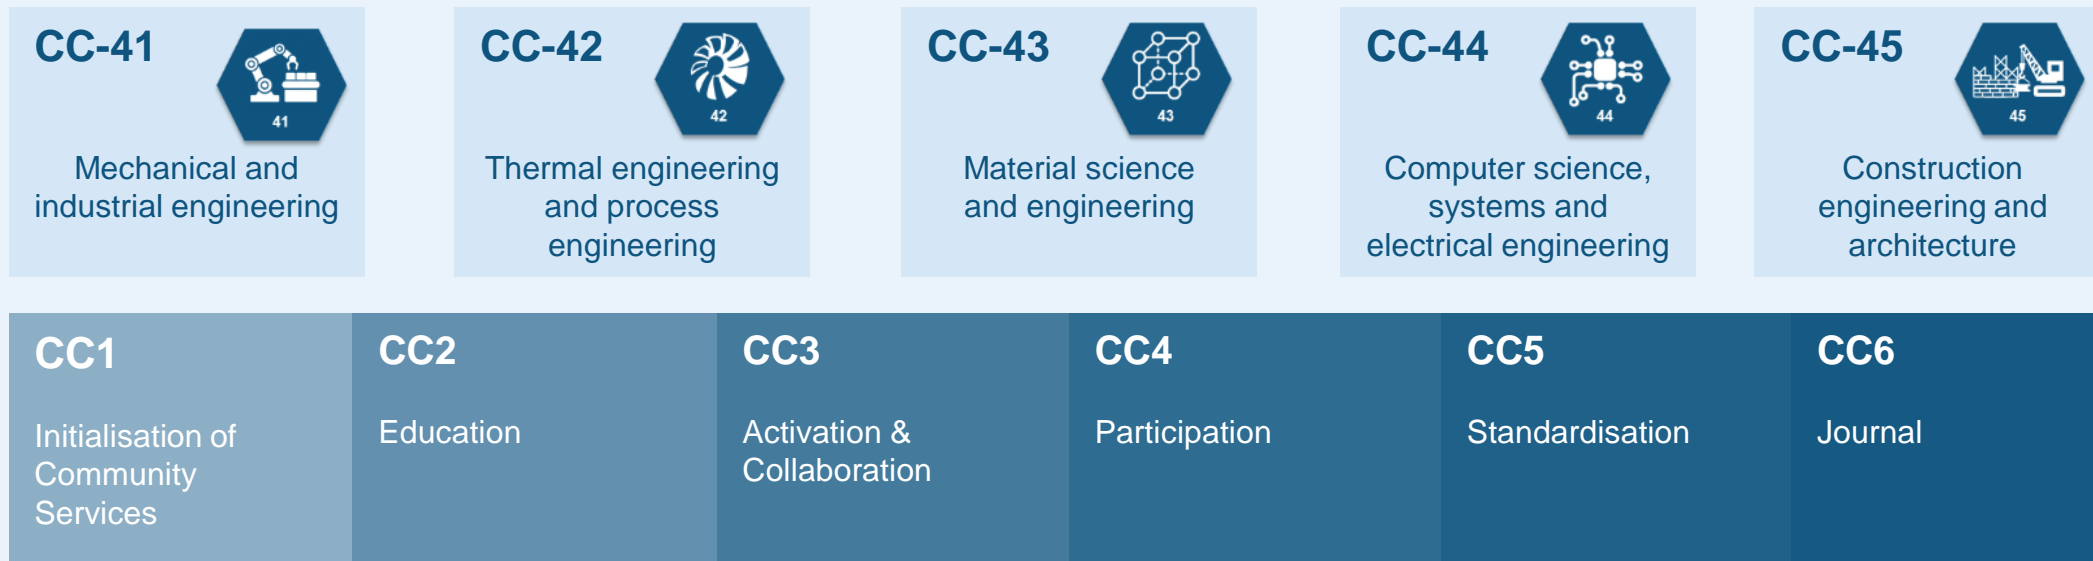 CC-41
41
Mechanical and
industrial engineering
CC-42
42
Thermal engineering
and process
engineering
CC-43
43
Material science
and engineering
CC-44
44
Computer science,
systems and
electrical engineering
CC-45
45
Construction
engineering and
architecture
CC1
Initialisation of
Community
Services
CC2
Education
CC3
Activation &
Collaboration
CC4
Participation
CC5
Standardisation
CC6
Journal